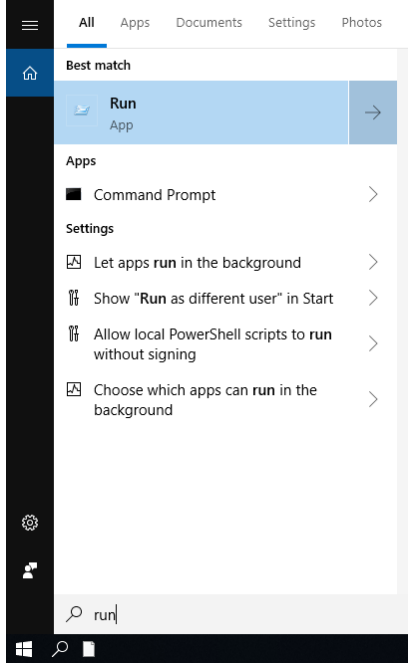 All Apps Documents Settings Photos
Best match
Run
App
Apps
Command Prompt
Settings
Let apps run in the background
Show "Run as different user" in Start
Allow local PowerShell scripts to run
without signing
Choose which apps can run in the
background
run